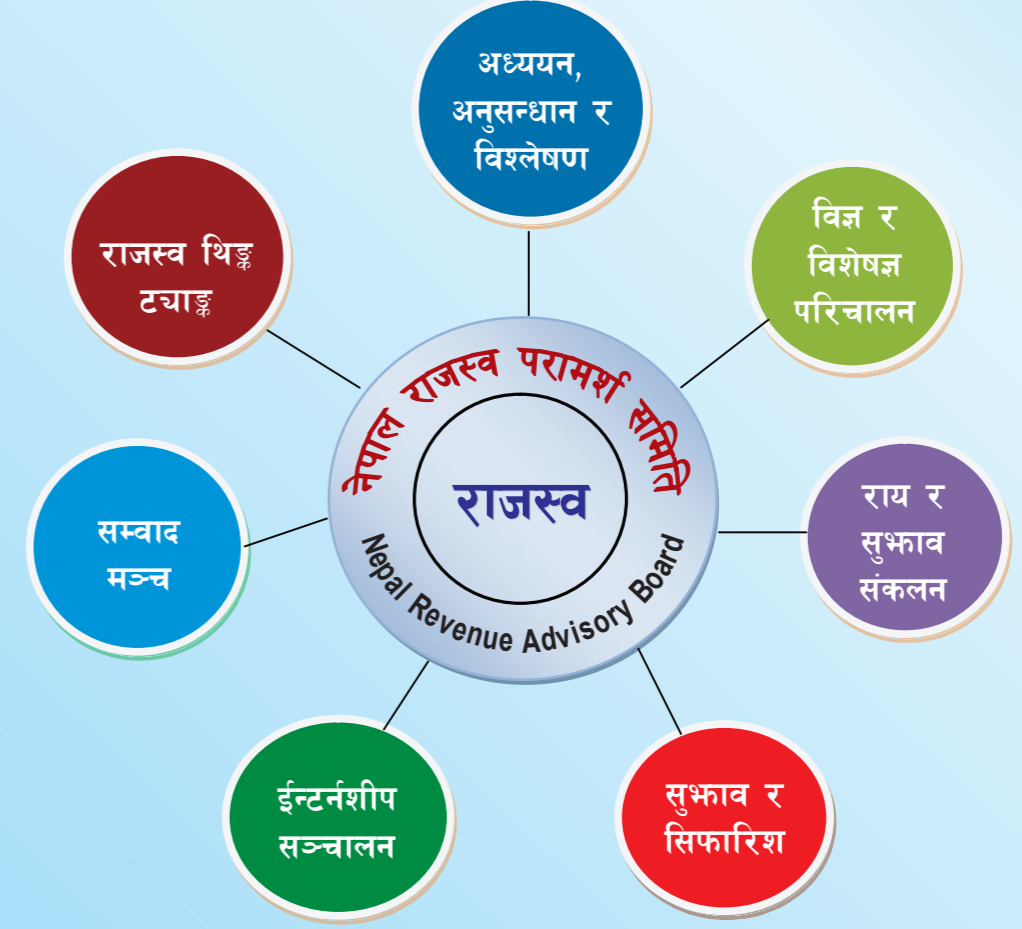 अध्ययन,
अनुसन्धान र
विश्लेषण
विज्ञ र
विशेषज्ञ
परिचालन
राय र
सुझाव
संकलन
सुझाव र
सिफारिश
ईन्टर्नशीप
सञ्चालन
सम्वाद
मञ्च
राजस्व थिङ्क
ट्याङ्क
नेपाल राजस्व परामर्श समिति
राजस्व
Nepal Revenue Advisory Board